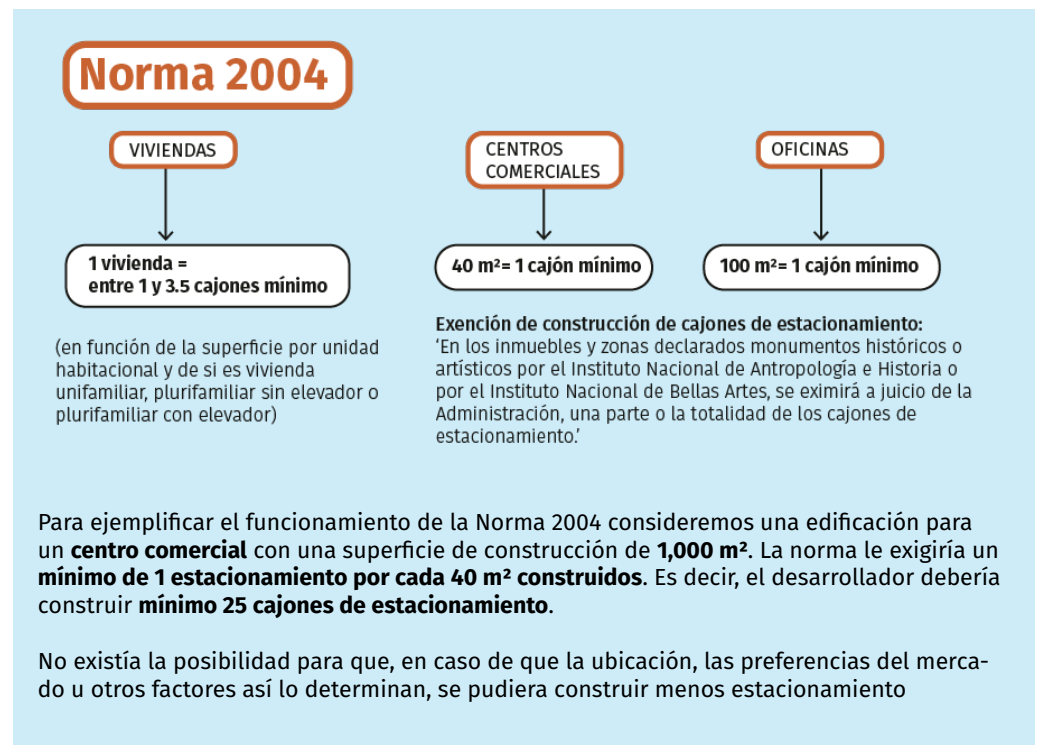 Norma 2004
VIVIENDAS
1 vivienda =
entre 1 y 3.5 cajones mínimo
(en función de la superficie por unidad
habitacional y de si es vivienda
unifamiliar, plurifamiliar sin elevador o
plurifamiliar con elevador)
CENTROS
COMERCIALES
40 m²= 1 cajón mínimo
OFICINAS
100 m²= 1 cajón mínimo
Exención de construcción de cajones de estacionamiento:
‘En los inmuebles y zonas declarados monumentos históricos o
artísticos por el Instituto Nacional de Antropología e Historia o
por el Instituto Nacional de Bellas Artes, se eximirá a juicio de la
Administración, una parte o la totalidad de los cajones de
estacionamiento.’
Para ejemplificar el funcionamiento de la Norma 2004 consideremos una edificación para
un centro comercial con una superficie de construcción de 1,000 m². La norma le exigiría un
mínimo de 1 estacionamiento por cada 40 m² construidos. Es decir, el desarrollador debería
construir mínimo 25 cajones de estacionamiento.
No existía la posibilidad para que, en caso de que la ubicación, las preferencias del merca-
do u otros factores así lo determinan, se pudiera construir menos estacionamiento